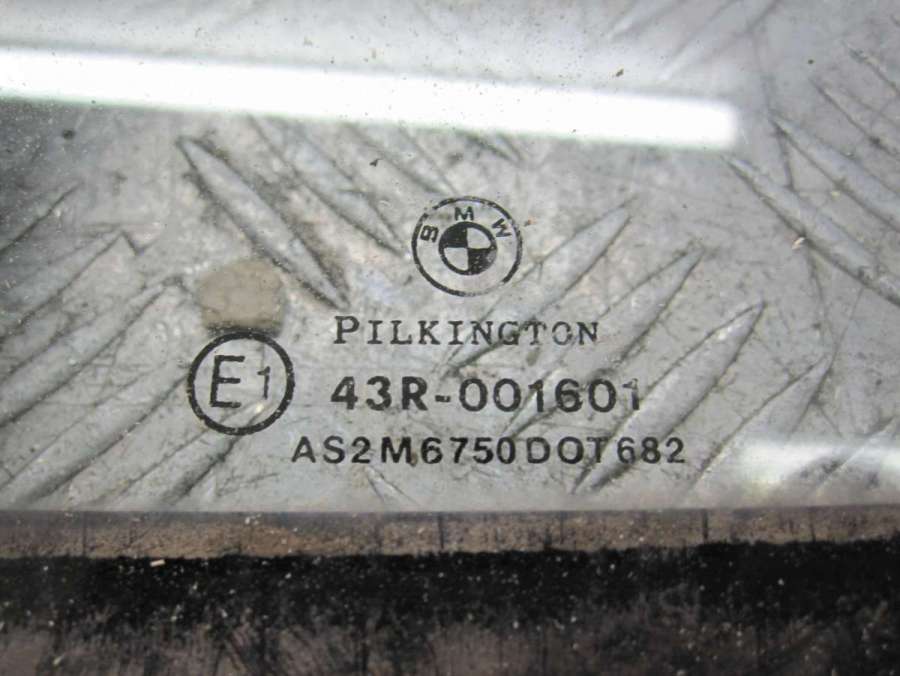 BMW
PILKINGTON
E1
43R-001601
AS2M6750DOT682